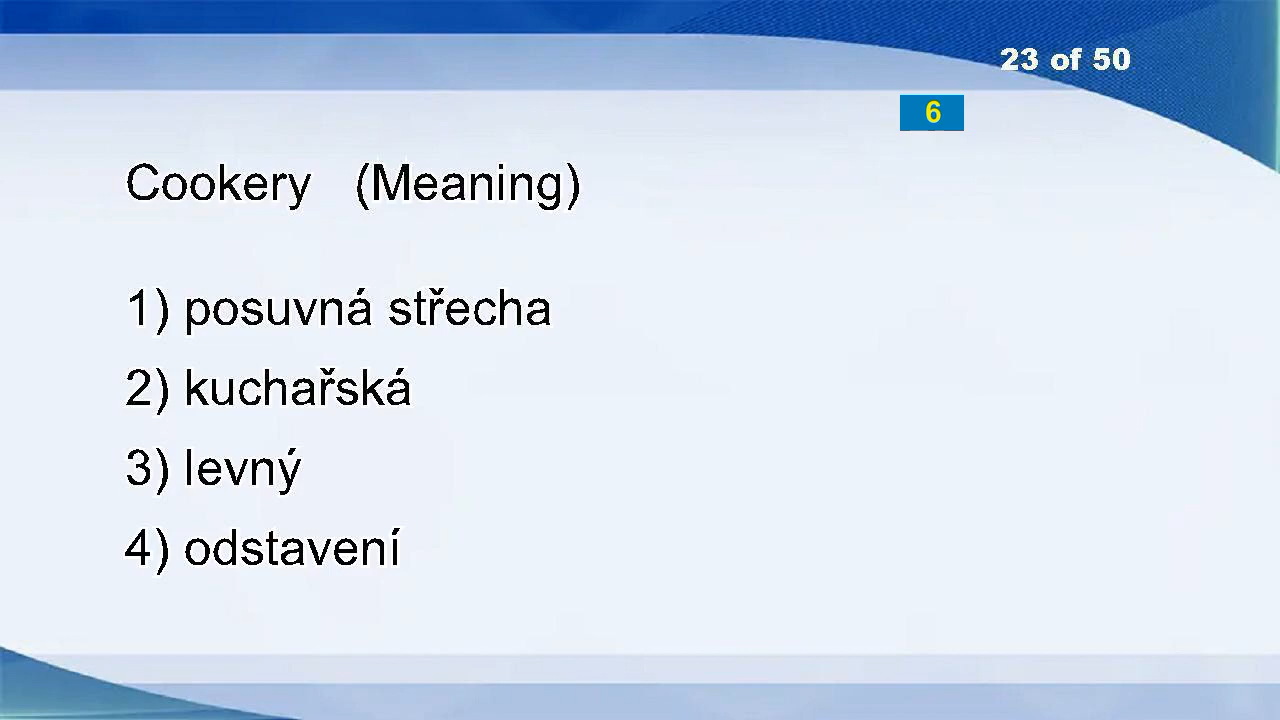 23 of 50
6
Cookery (Meaning)
1) posuvná střecha
2) kuchařská
3) levný
4) odstavení